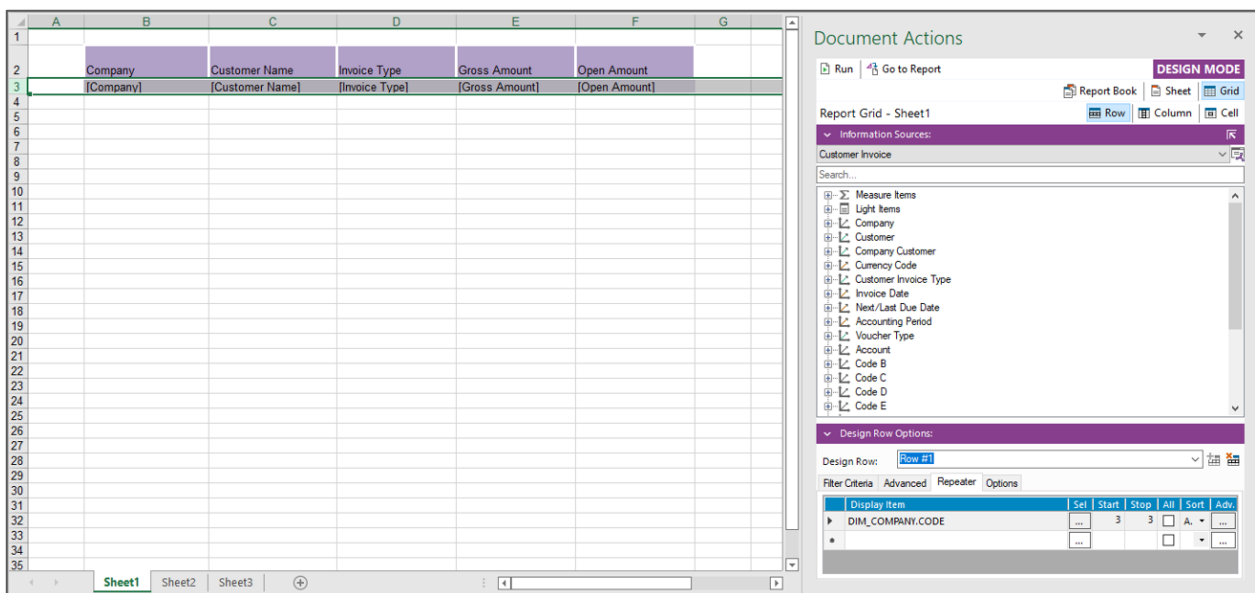 A B C D E F G
1
2 Company Customer Name Invoice Type Gross Amount Open Amount
3 [Company] [Customer Name] [Invoice Type] [Gross Amount] [Open Amount]
4
5
6
7
8
9
10
11
12
13
14
15
16
17
18
19
20
21
22
23
24
25
26
27
28
29
30
31
32
33
34
35
Sheet1 Sheet2 Sheet3
Document Actions
Run Go to Report DESIGN MODE
Report Book Sheet Grid
Report Grid - Sheet1 Row Column Cell
Information Sources:
Customer Invoice
Search...
Measure Items
Light Items
Company
Customer
Company Customer
Currency Code
Customer Invoice Type
Invoice Date
Next/Last Due Date
Accounting Period
Voucher Type
Account
Code B
Code C
Code D
Code E
Design Row Options:
Design Row: Row #1
Filter Criteria Advanced Repeater Options
Display Item Sel Start Stop All Sort Adv.
DIM_COMPANY.CODE ... 3 3 A. ...
... ...